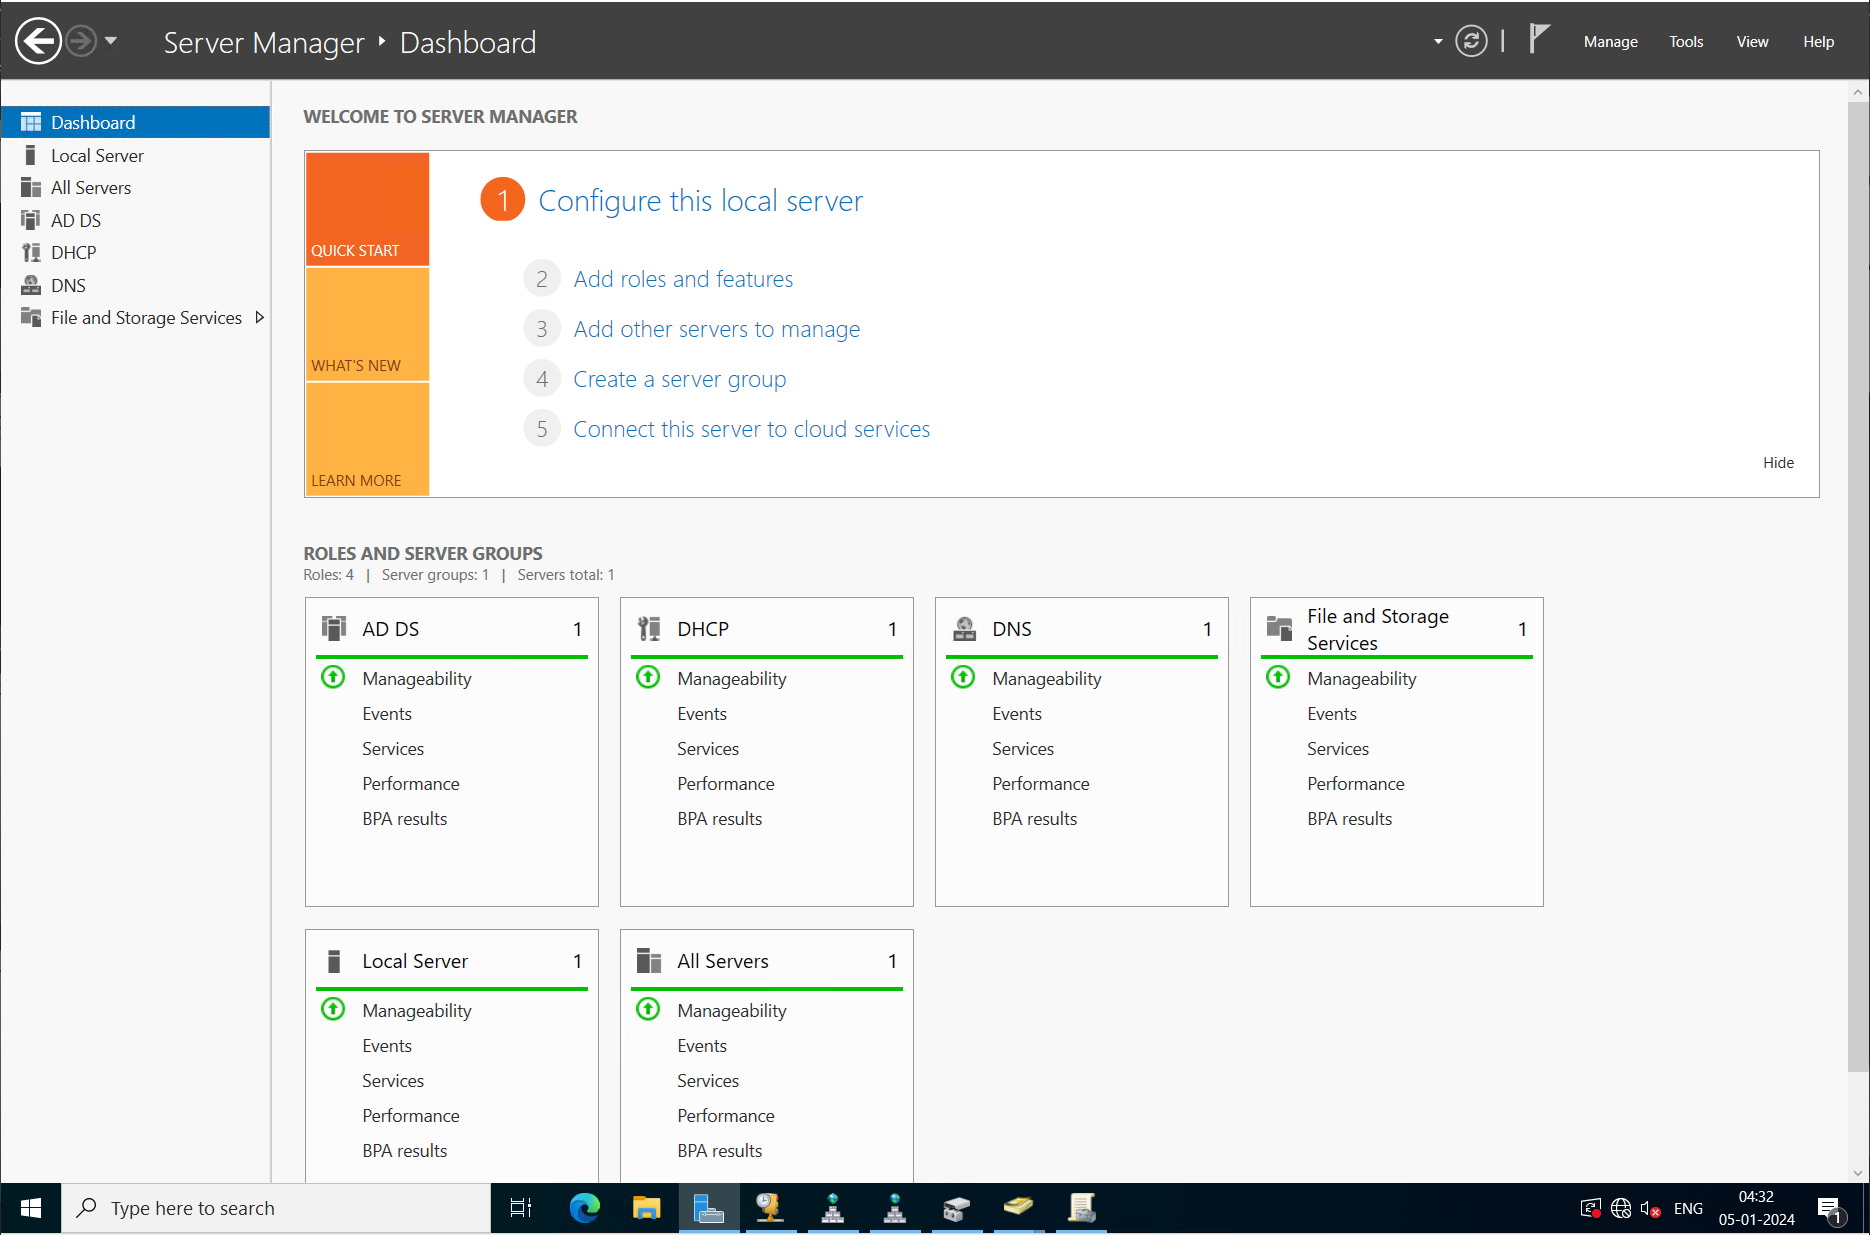 Server Manager ‣ Dashboard
Manage Tools View Help
Dashboard
Local Server
All Servers
AD DS
DHCP
DNS
File and Storage Services
WELCOME TO SERVER MANAGER
QUICK START
WHAT'S NEW
LEARN MORE
1 Configure this local server
2 Add roles and features
3 Add other servers to manage
4 Create a server group
5 Connect this server to cloud services
Hide
ROLES AND SERVER GROUPS
Roles: 4 | Server groups: 1 | Servers total: 1
AD DS 1
Manageability
Events
Services
Performance
BPA results
DHCP 1
Manageability
Events
Services
Performance
BPA results
DNS 1
Manageability
Events
Services
Performance
BPA results
File and Storage
Services 1
Manageability
Events
Services
Performance
BPA results
Local Server 1
Manageability
Events
Services
Performance
BPA results
All Servers 1
Manageability
Events
Services
Performance
BPA results
Type here to search
ENG
04:32
05-01-2024
1